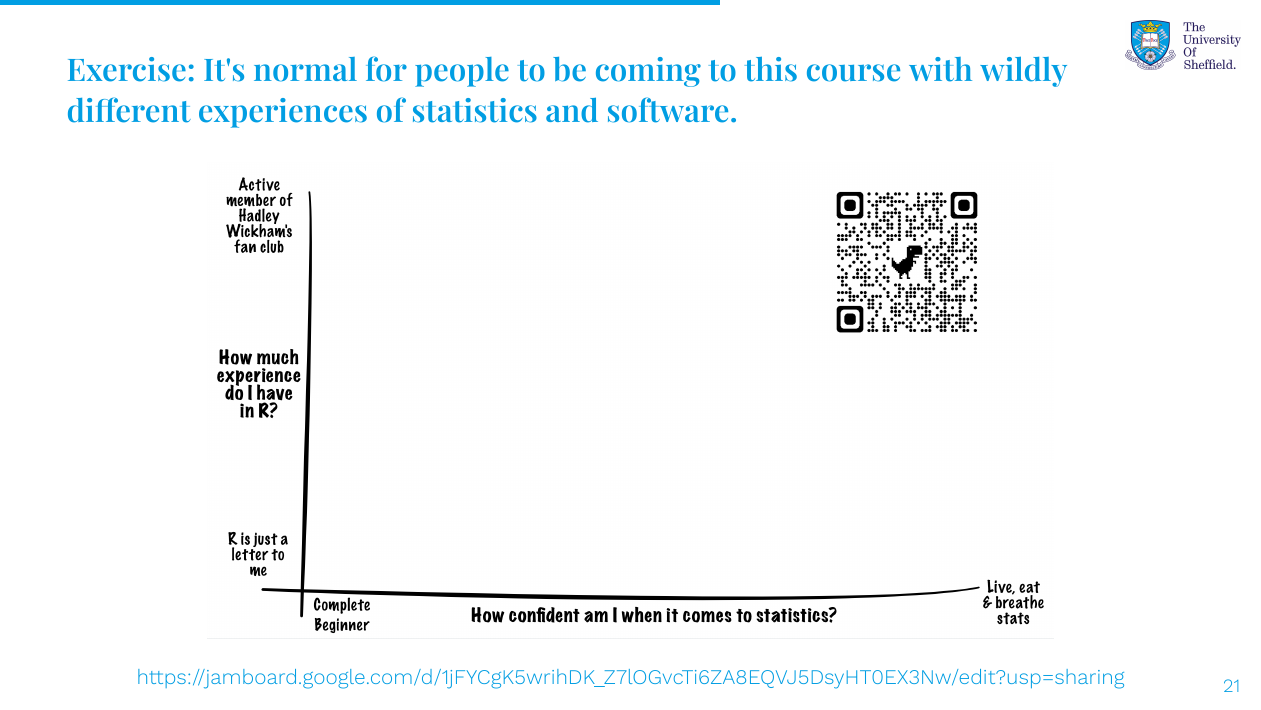 The
University
Of
Sheffield.
Exercise: It's normal for people to be coming to this course with wildly
different experiences of statistics and software.
Active
member of
Hadley
Wickham's
fan club
How much
experience
do I have
in R?
R is just a
letter to
me
Complete
Beginner
How confident am I when it comes to statistics?
Live, eat
& breathe
stats
https://jamboard.google.com/d/1jFYCgK5wrihDK_Z7lOGvcTi6ZA8EQVJ5DsyHT0EX3Nw/edit?usp=sharing
21